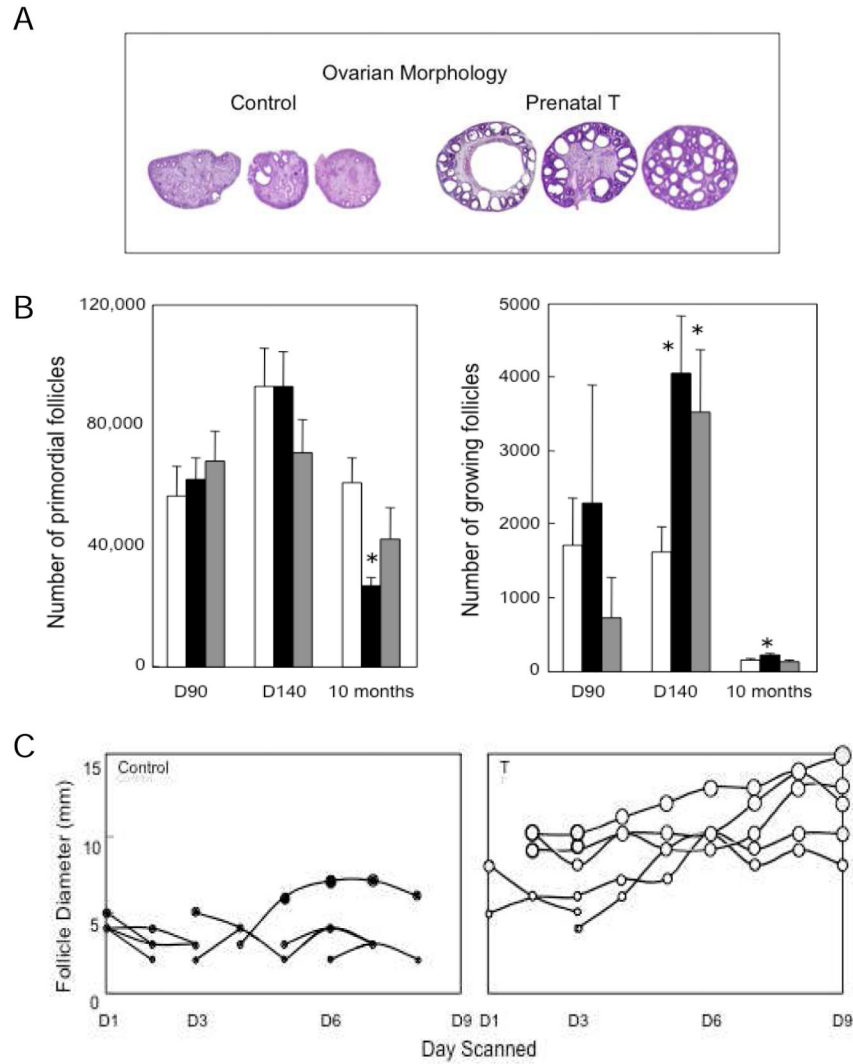 A
Ovarian Morphology
Control Prenatal T
B
120,000
80,000
40,000
0
Number of primordial follicles
*
D90 D140 10 months
5000
4000
3000
2000
1000
0
Number of growing follicles
* *
*
D90 D140 10 months
C
15
10
5
0
Follicle Diameter (mm)
Control
T
D1 D3 D6 D9 D1 D3 D6 D9
Day Scanned